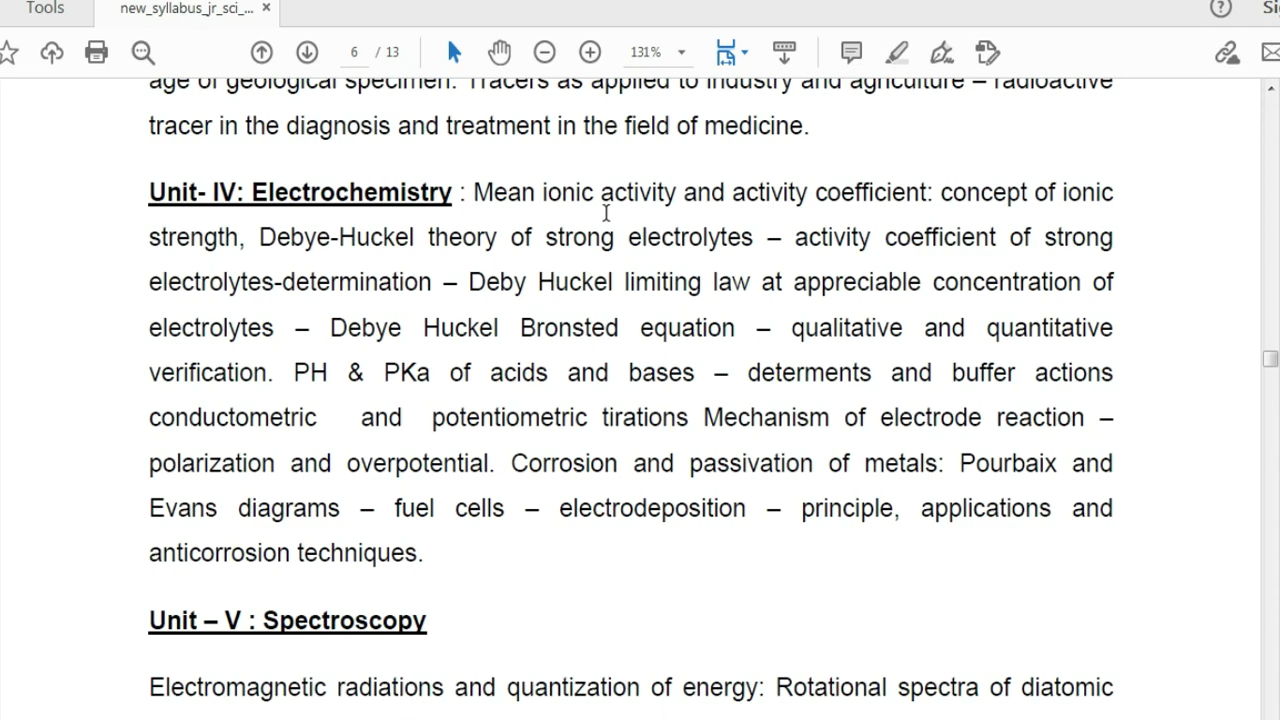 Tools
new_syllabus_jr_sci_... ×
Si
6 / 13
131%
age of geological specimen. Tracers as applied to industry and agriculture – radioactive
tracer in the diagnosis and treatment in the field of medicine.
Unit- IV: Electrochemistry : Mean ionic activity and activity coefficient: concept of ionic
strength, Debye-Huckel theory of strong electrolytes – activity coefficient of strong
electrolytes-determination – Deby Huckel limiting law at appreciable concentration of
electrolytes – Debye Huckel Bronsted equation – qualitative and quantitative
verification. PH & PKa of acids and bases – determents and buffer actions
conductometric and potentiometric tirations Mechanism of electrode reaction –
polarization and overpotential. Corrosion and passivation of metals: Pourbaix and
Evans diagrams – fuel cells – electrodeposition – principle, applications and
anticorrosion techniques.
Unit – V : Spectroscopy
Electromagnetic radiations and quantization of energy: Rotational spectra of diatomic